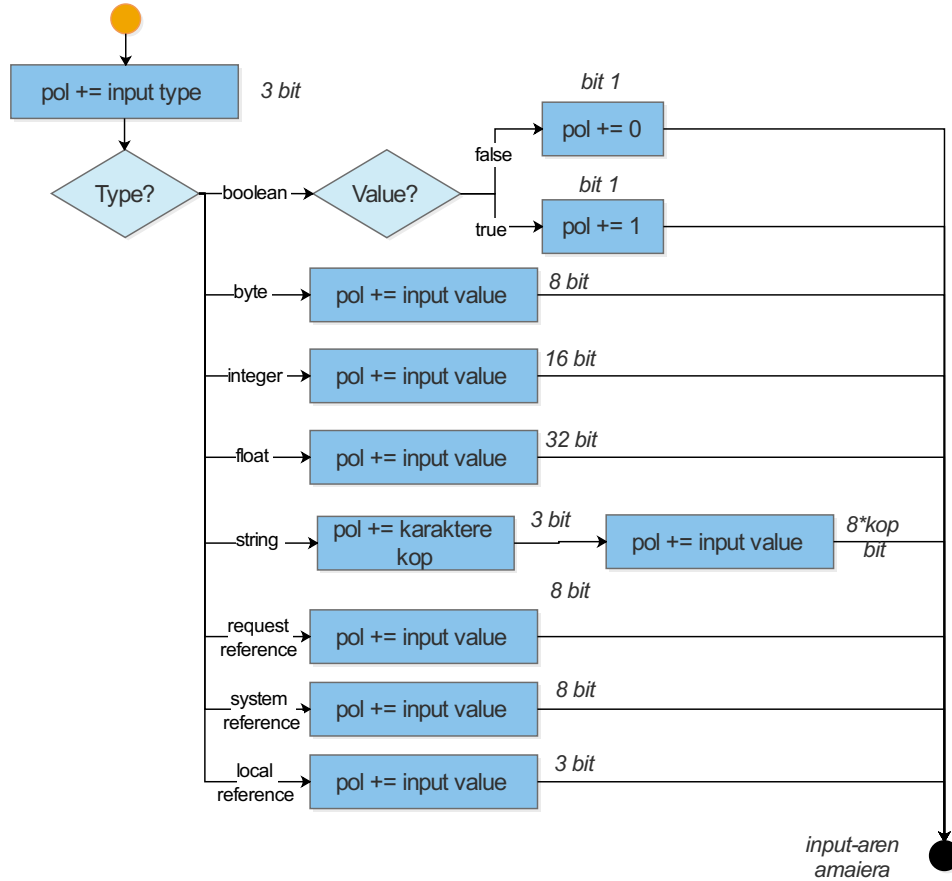 pol += input type
3 bit
Type?
boolean
Value?
false
bit 1
pol += 0
true
bit 1
pol += 1
byte
pol += input value
8 bit
integer
pol += input value
16 bit
float
pol += input value
32 bit
string
pol += karaktere
kop
3 bit
pol += input value
8*kop
bit
request
reference
pol += input value
8 bit
system
reference
pol += input value
8 bit
local
reference
pol += input value
3 bit
input-aren
amaiera